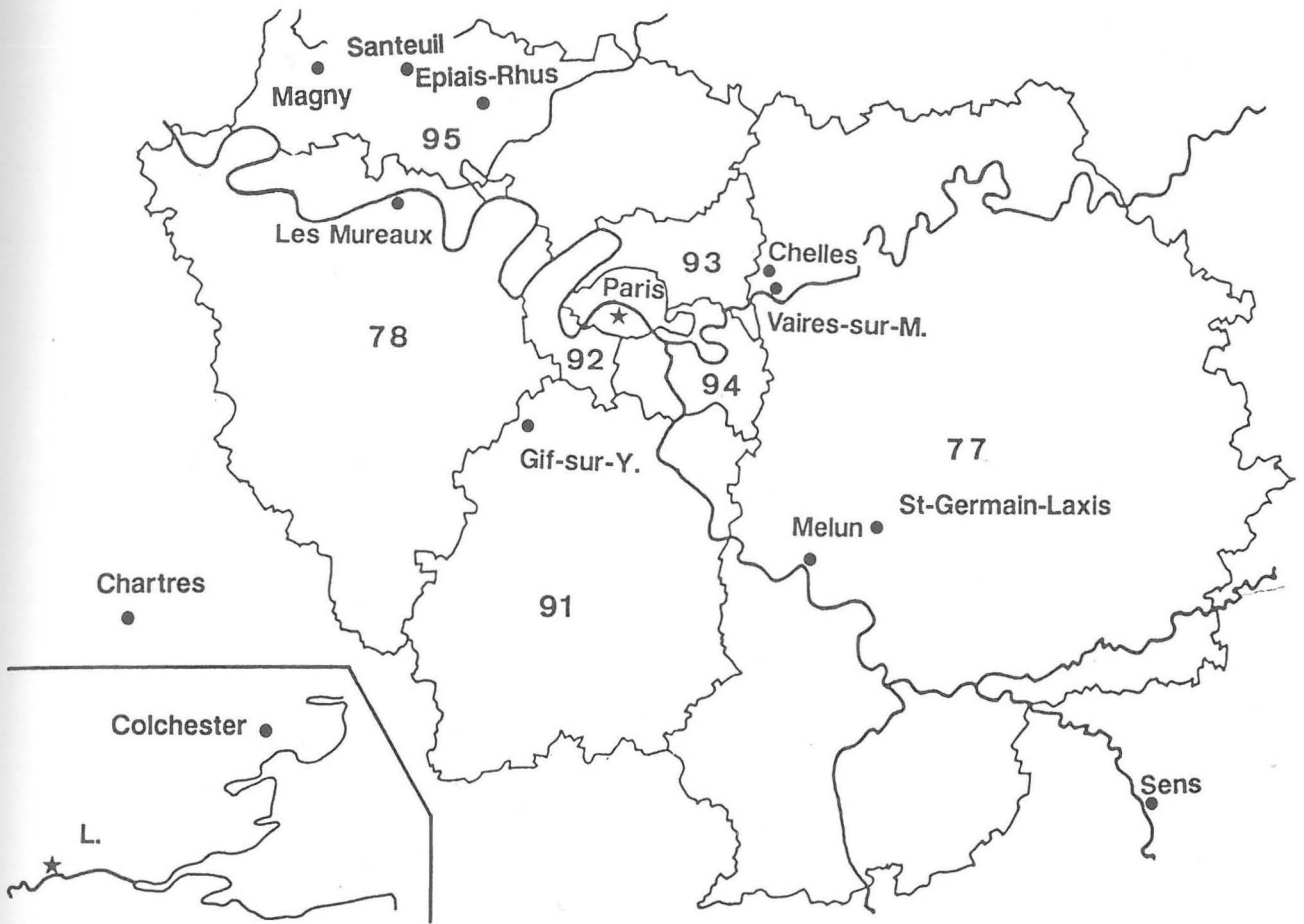 Santeuil
Epiais-Rhus
Magny
95
Les Mureaux
93
Chelles
Paris
Vaires-sur-M.
78
92
94
Gif-sur-Y.
77
St-Germain-Laxis
Melun
Chartres
91
Colchester
Sens
L.